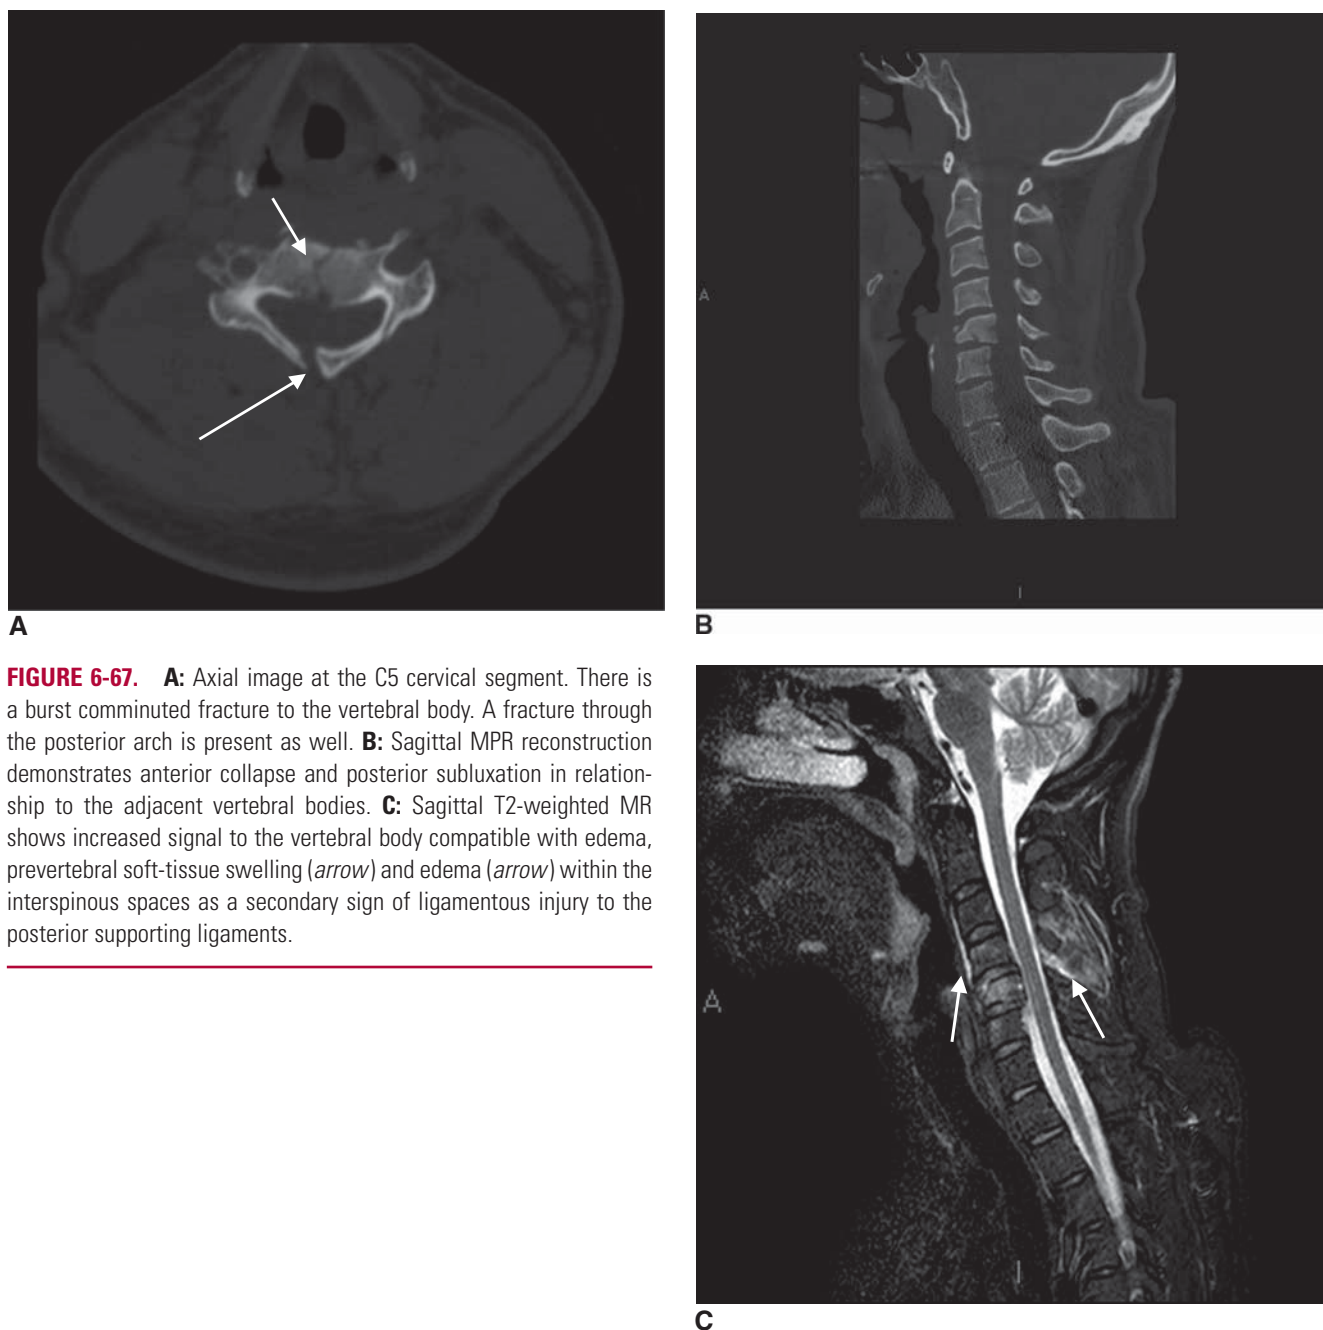 A
B
FIGURE 6-67. A: Axial image at the C5 cervical segment. There is
a burst comminuted fracture to the vertebral body. A fracture through
the posterior arch is present as well. B: Sagittal MPR reconstruction
demonstrates anterior collapse and posterior subluxation in relation-
ship to the adjacent vertebral bodies. C: Sagittal T2-weighted MR
shows increased signal to the vertebral body compatible with edema,
prevertebral soft-tissue swelling (arrow) and edema (arrow) within the
interspinous spaces as a secondary sign of ligamentous injury to the
posterior supporting ligaments.
A
I
A
I
C